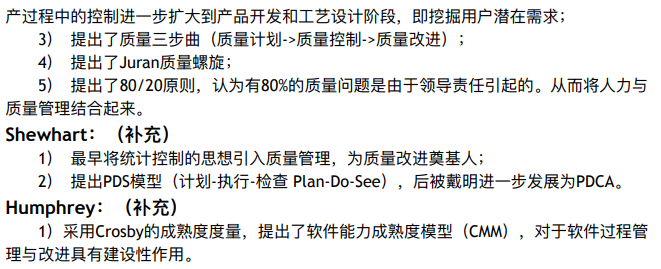 产过程中的控制进一步扩大到产品开发和工艺设计阶段，即挖掘用户潜在需求；
3） 提出了质量三步曲（质量计划->质量控制->质量改进）；
4） 提出了Juran质量螺旋；
5） 提出了80/20原则，认为有80%的质量问题是由于领导责任引起的。从而将人力与
质量管理结合起来。
Shewhart：（补充）
1） 最早将统计控制的思想引入质量管理，为质量改进奠基人；
2） 提出PDS模型（计划-执行-检查 Plan-Do-See），后被戴明进一步发展为PDCA。
Humphrey：（补充）
1）采用Crosby的成熟度度量，提出了软件能力成熟度模型（CMM），对于软件过程管
理与改进具有建设性作用。